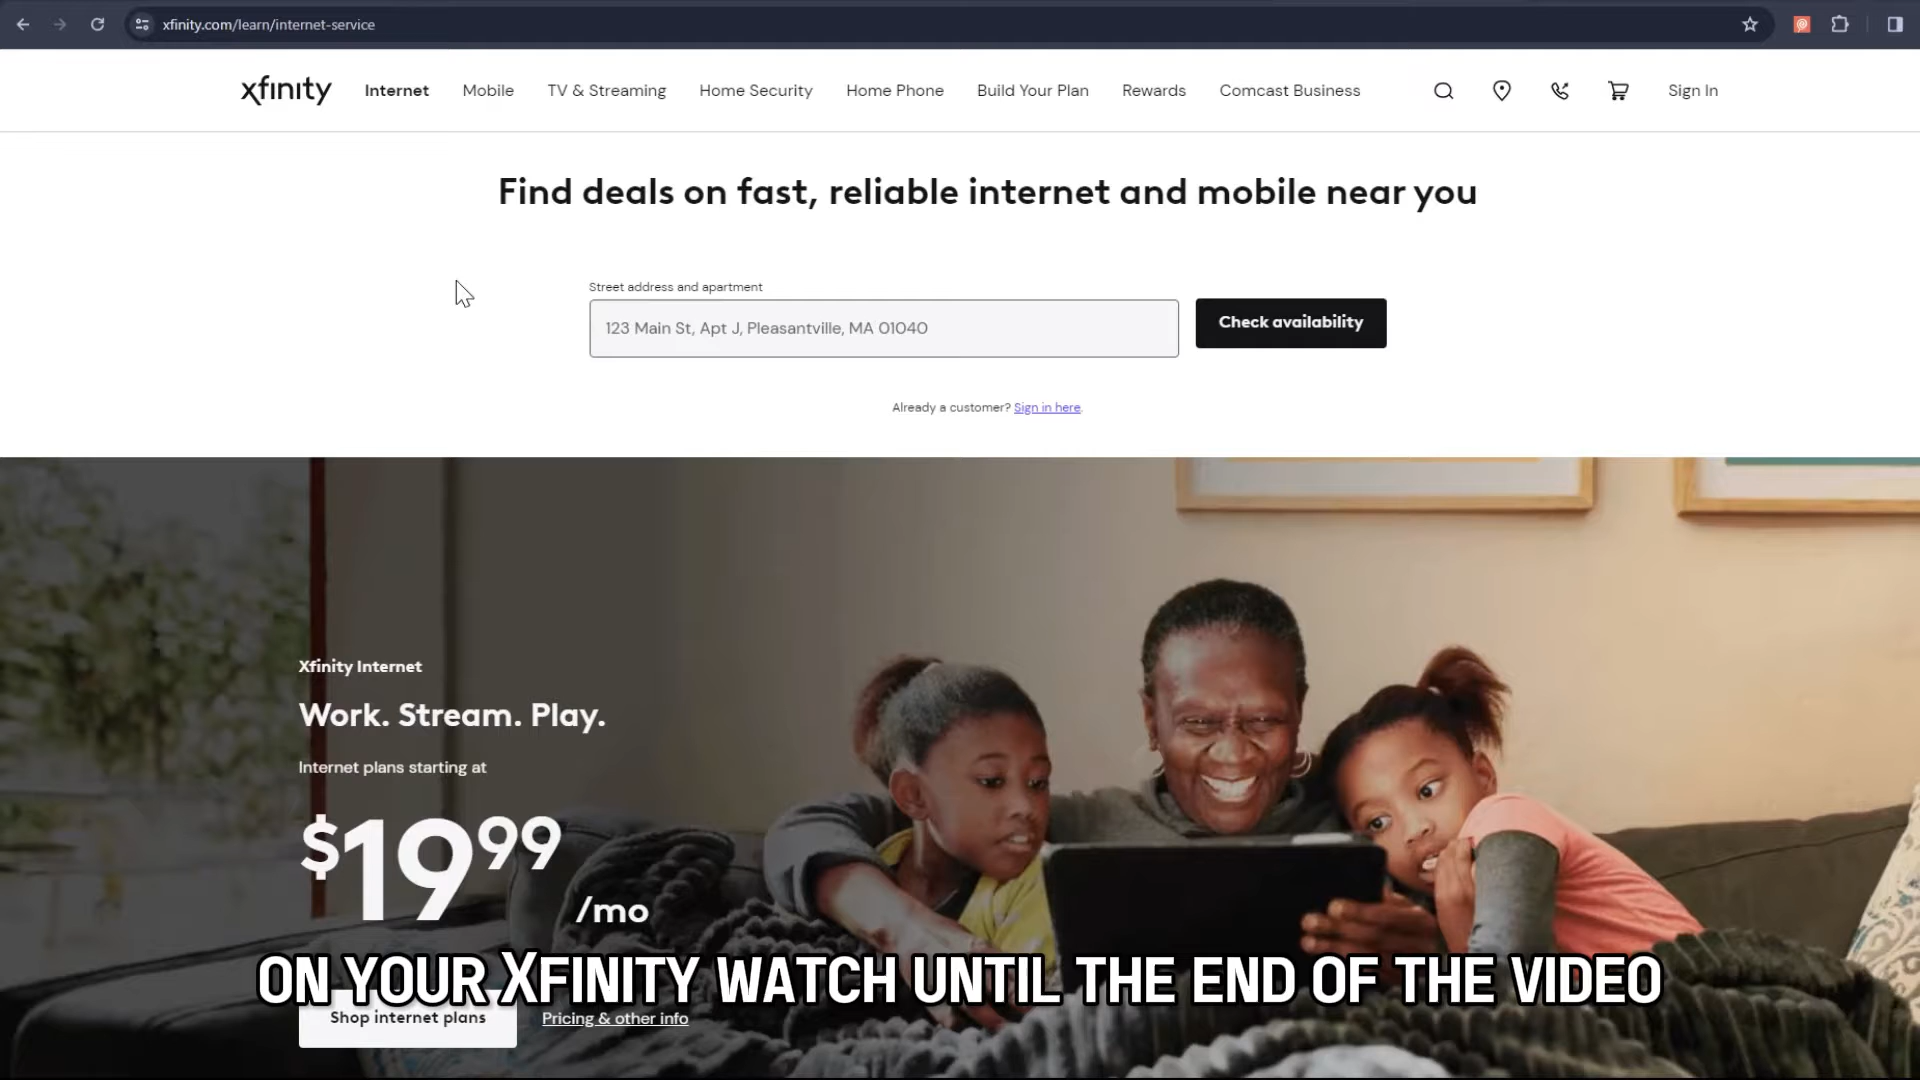 xfinity.com/learn/internet-service
xfinity Internet Mobile TV & Streaming Home Security Home Phone Build Your Plan Rewards Comcast Business Sign In
Find deals on fast, reliable internet and mobile near you
Street address and apartment
123 Main St, Apt J, Pleasantville, MA 01040
Check availability
Already a customer? Sign in here.
Xfinity Internet
Work. Stream. Play.
Internet plans starting at
$1999/mo
ON YOUR XFINITY WATCH UNTIL THE END OF THE VIDEO
Shop internet plans Pricing & other info